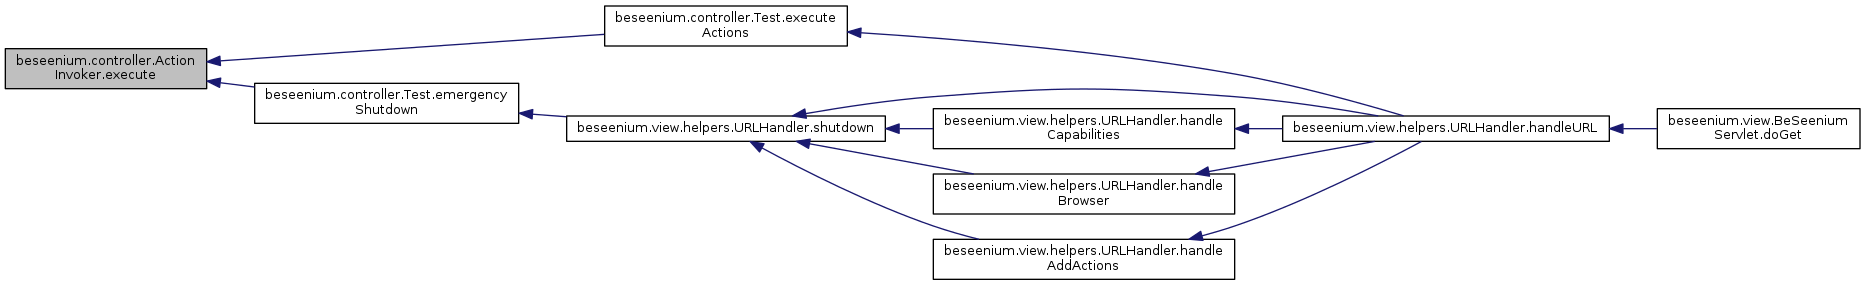 beseenium.controller.Action
Invoker.execute
beseenium.controller.Test.execute
Actions
beseenium.controller.Test.emergency
Shutdown
beseenium.view.helpers.URLHandler.shutdown
beseenium.view.helpers.URLHandler.handle
Capabilities
beseenium.view.helpers.URLHandler.handle
Browser
beseenium.view.helpers.URLHandler.handle
AddActions
beseenium.view.helpers.URLHandler.handleURL
beseenium.view.BeSeenium
Servlet.doGet